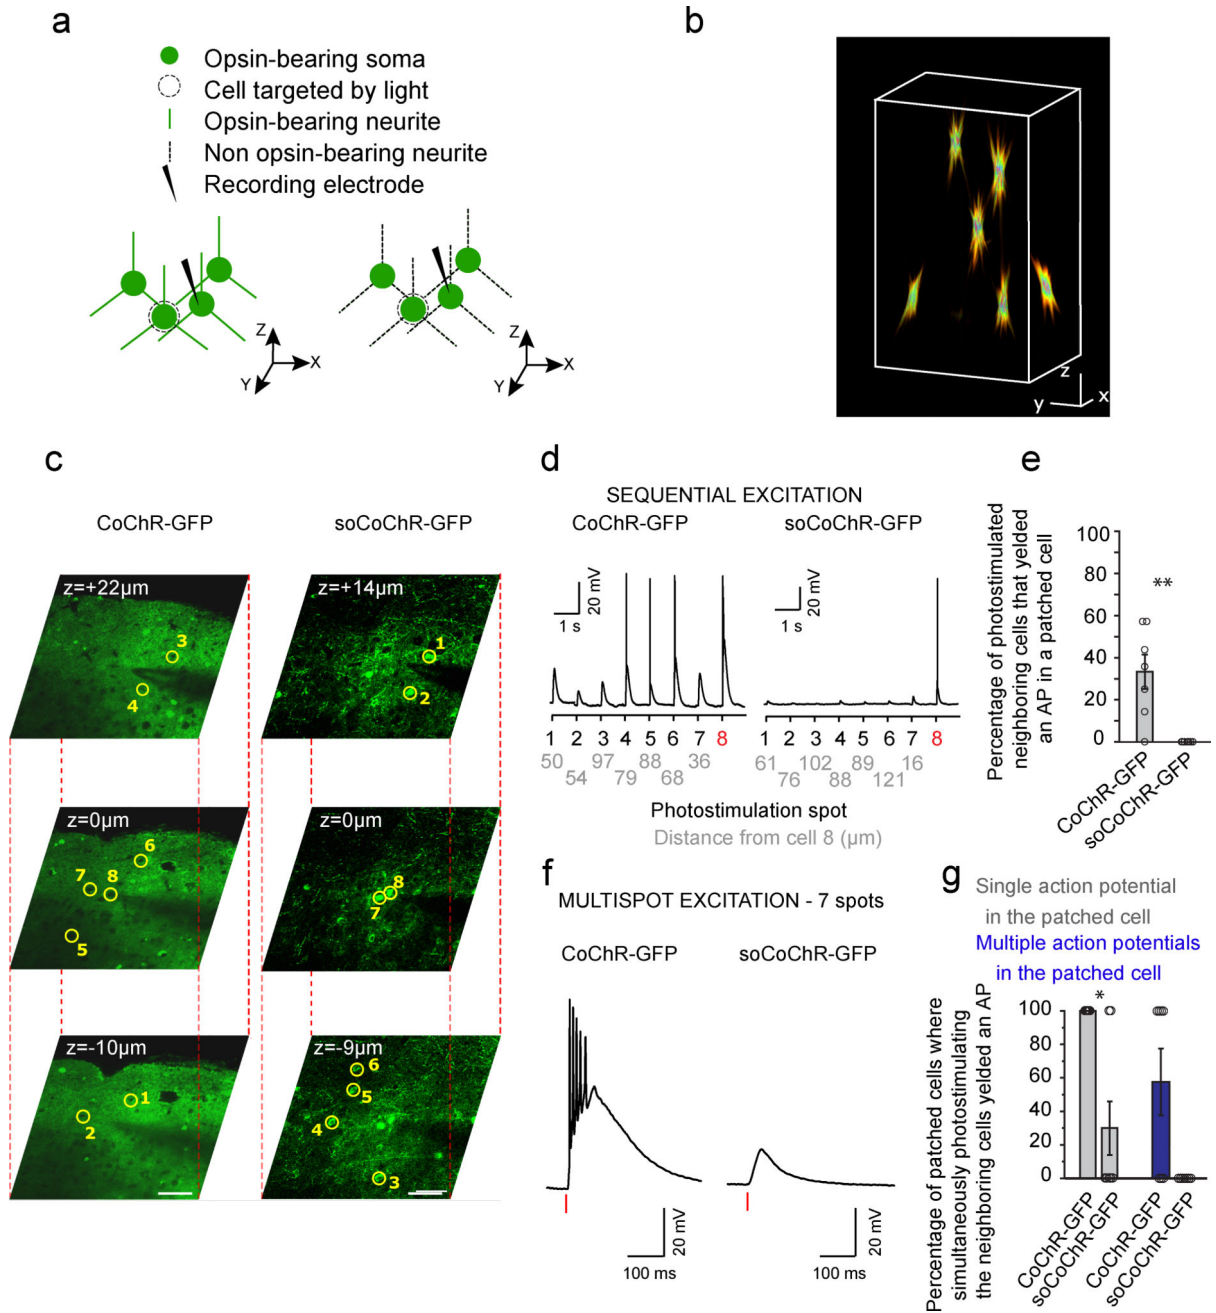 a
Opsin-bearing soma
Cell targeted by light
Opsin-bearing neurite
Non opsin-bearing neurite
Recording electrode
Z
X
Y
Z
X
Y
b
z
y
x
c
CoChR-GFP
soCoChR-GFP
z=+22µm
3
4
z=+14µm
1
2
z=0µm
6
7
8
5
z=0µm
8
7
z=-10µm
1
2
z=-9µm
6
5
4
3
d
SEQUENTIAL EXCITATION
CoChR-GFP
soCoChR-GFP
20 mV
1 s
20 mV
1 s
1 2 3 4 5 6 7 8
50 54 97 79 88 68 36
1 2 3 4 5 6 7 8
61 76 102 88 89 121 16
Photostimulation spot
Distance from cell 8 (µm)
e
Percentage of photostimulated
neighboring cells that yelded
an AP in a patched cell
100
80
60
40
20
0
**
CoChR-GFP
soCoChR-GFP
f
MULTISPOT EXCITATION - 7 spots
CoChR-GFP
soCoChR-GFP
20 mV
100 ms
20 mV
100 ms
g
Single action potential
in the patched cell
Multiple action potentials
in the patched cell
Percentage of patched cells where
simultaneously photostimulating
the neighboring cells yelded an AP
100
80
60
40
20
0
*
CoChR-GFP
soCoChR-GFP
CoChR-GFP
soCoChR-GFP